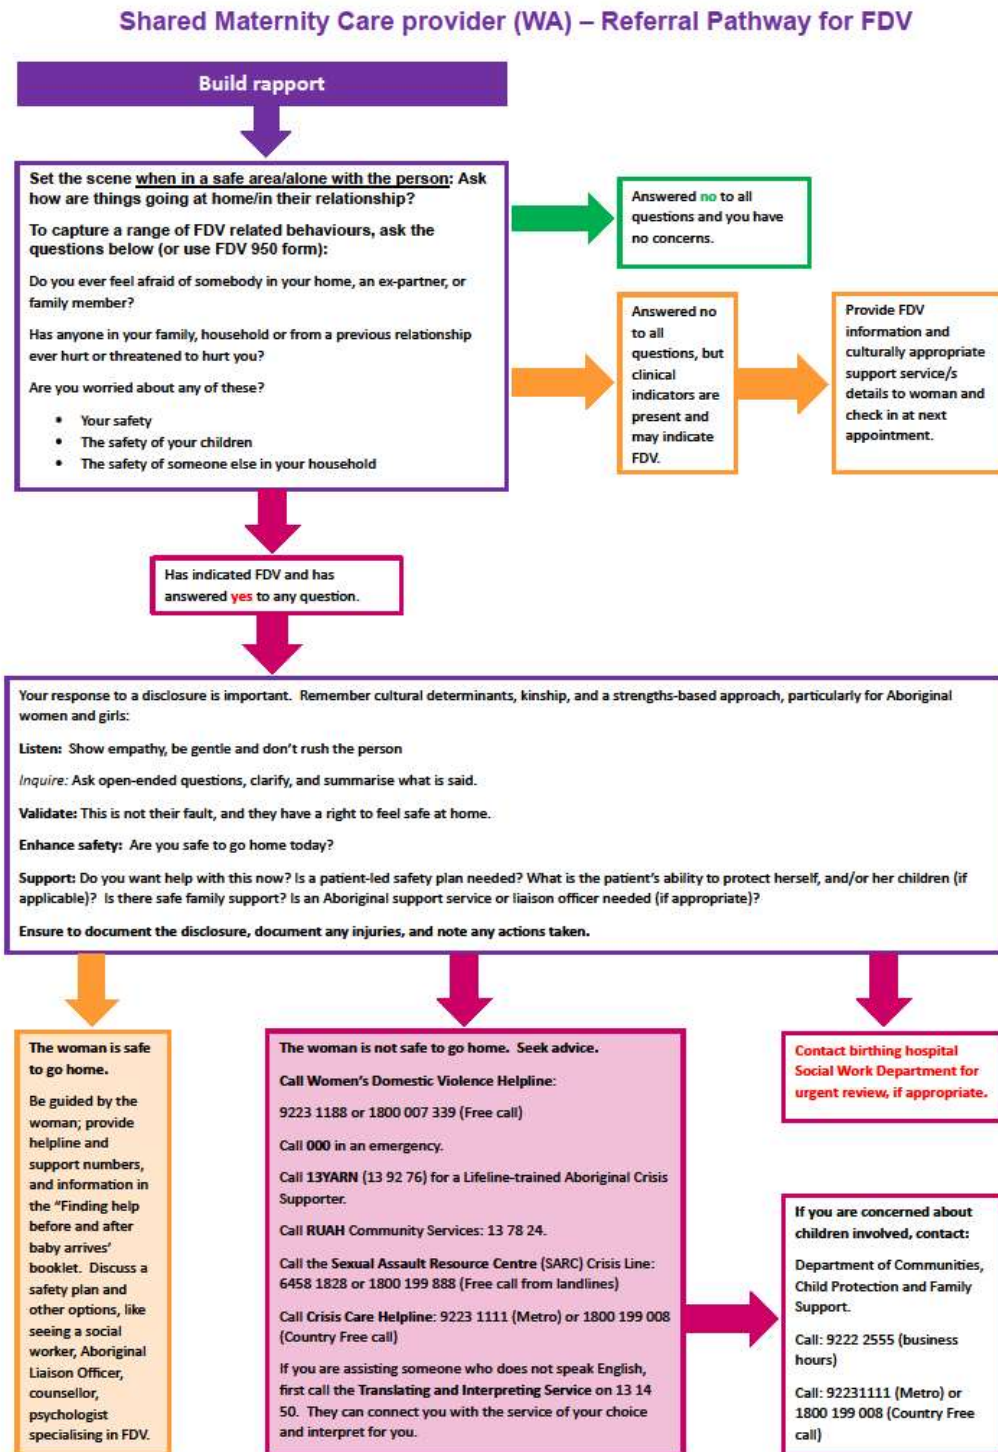 Shared Maternity Care provider (WA) – Referral Pathway for FDV
Build rapport
Set the scene when in a safe area/alone with the person: Ask
how are things going at home/in their relationship?
To capture a range of FDV related behaviours, ask the
questions below (or use FDV 950 form):
Do you ever feel afraid of somebody in your home, an ex-partner, or
family member?
Has anyone in your family, household or from a previous relationship
ever hurt or threatened to hurt you?
Are you worried about any of these?
• Your safety
• The safety of your children
• The safety of someone else in your household
Answered no to all
questions and you have
no concerns.
Answered no
to all
questions, but
clinical
indicators are
present and
may indicate
FDV.
Provide FDV
information and
culturally appropriate
support service/s
details to woman and
check in at next
appointment.
Has indicated FDV and has
answered yes to any question.
Your response to a disclosure is important. Remember cultural determinants, kinship, and a strengths-based approach, particularly for Aboriginal
women and girls:
Listen: Show empathy, be gentle and don't rush the person
Inquire: Ask open-ended questions, clarify, and summarise what is said.
Validate: This is not their fault, and they have a right to feel safe at home.
Enhance safety: Are you safe to go home today?
Support: Do you want help with this now? Is a patient-led safety plan needed? What is the patient's ability to protect herself, and/or her children (if
applicable)? Is there safe family support? Is an Aboriginal support service or liaison officer needed (if appropriate)?
Ensure to document the disclosure, document any injuries, and note any actions taken.
The woman is safe
to go home.
Be guided by the
woman; provide
helpline and
support numbers,
and information in
the "Finding help
before and after
baby arrives'
booklet. Discuss a
safety plan and
other options, like
seeing a social
worker, Aboriginal
Liaison Officer,
counsellor,
psychologist
specialising in FDV.
The woman is not safe to go home. Seek advice.
Call Women's Domestic Violence Helpline:
9223 1188 or 1800 007 339 (Free call)
Call 000 in an emergency.
Call 13YARN (13 92 76) for a Lifeline-trained Aboriginal Crisis
Supporter.
Call RUAH Community Services: 13 78 24.
Call the Sexual Assault Resource Centre (SARC) Crisis Line:
6458 1828 or 1800 199 888 (Free call from landlines)
Call Crisis Care Helpline: 9223 1111 (Metro) or 1800 199 008
(Country Free call)
If you are assisting someone who does not speak English,
first call the Translating and Interpreting Service on 13 14
50. They can connect you with the service of your choice
and interpret for you.
Contact birthing hospital
Social Work Department for
urgent review, if appropriate.
If you are concerned about
children involved, contact:
Department of Communities,
Child Protection and Family
Support.
Call: 9222 2555 (business
hours)
Call: 92231111 (Metro) or
1800 199 008 (Country Free
call)